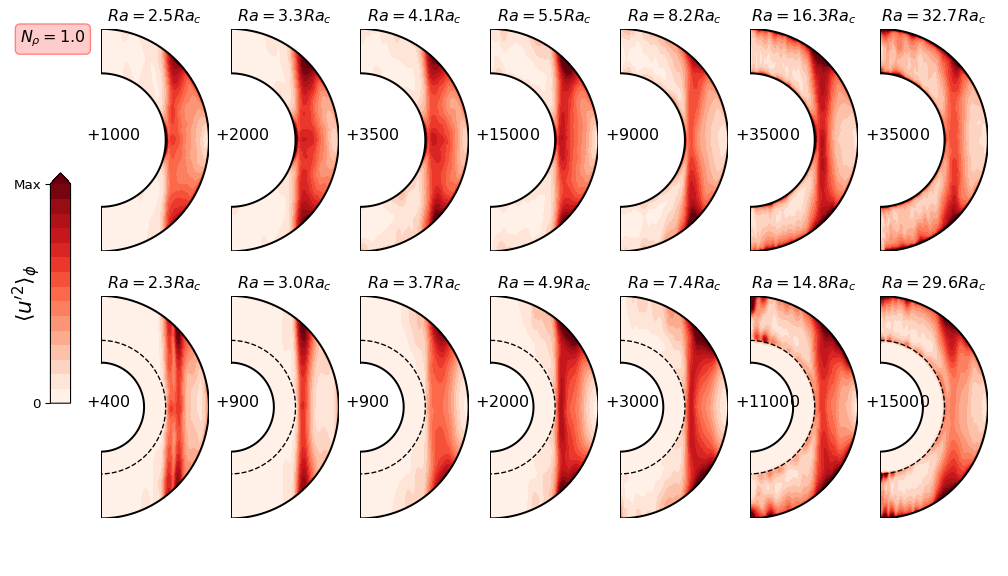 Ra = 2.5Ra_c Ra = 3.3Ra_c Ra = 4.1Ra_c Ra = 5.5Ra_c Ra = 8.2Ra_c Ra = 16.3Ra_c Ra = 32.7Ra_c
N_ρ = 1.0
+1000 +2000 +3500 +15000 +9000 +35000 +35000
Max
⟨u′²⟩_ϕ
0
Ra = 2.3Ra_c Ra = 3.0Ra_c Ra = 3.7Ra_c Ra = 4.9Ra_c Ra = 7.4Ra_c Ra = 14.8Ra_c Ra = 29.6Ra_c
+400 +900 +900 +2000 +3000 +11000 +15000